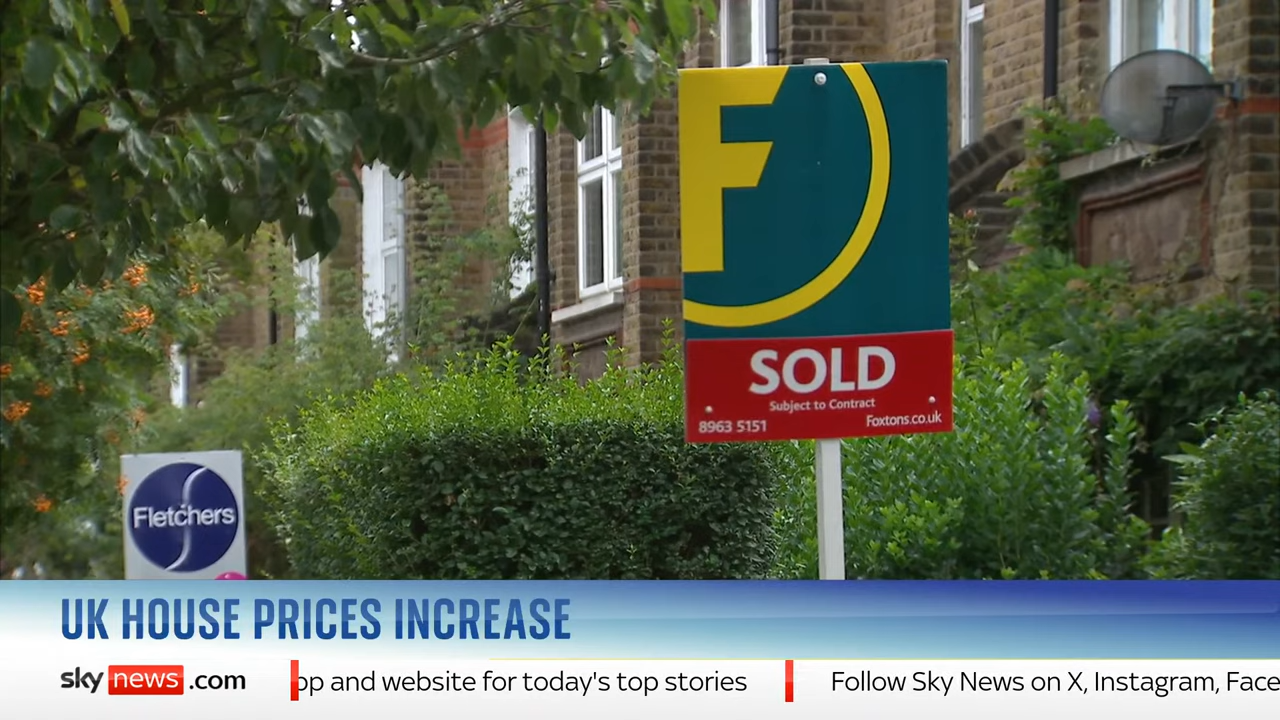 F
SOLD
Subject to Contract
8963 5151
Foxtons.co.uk
Fletchers
UK HOUSE PRICES INCREASE
sky news.com
op and website for today's top stories
Follow Sky News on X, Instagram, Face